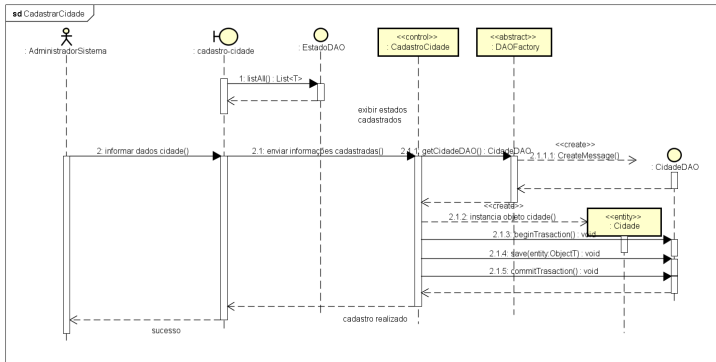 sd CadastrarCidade
: AdministradorSistema
: cadastro-cidade
: EstadoDAO
<<control>>
: CadastroCidade
<<abstract>>
: DAOFactory
1: listAll() : List<T>
exibir estados
cadastrados
2: informar dados cidade()
2.1: enviar informações cadastradas()
2.1.1: getCidadeDAO() : CidadeDAO
<<create>>
2.1.1.1: CreateMessage()
: CidadeDAO
<<create>>
2.1.2: instancia objeto cidade()
<<entity>>
: Cidade
2.1.3: beginTrasaction() : void
2.1.4: save(entity:ObjectT) : void
2.1.5: commitTrasaction() : void
cadastro realizado
sucesso